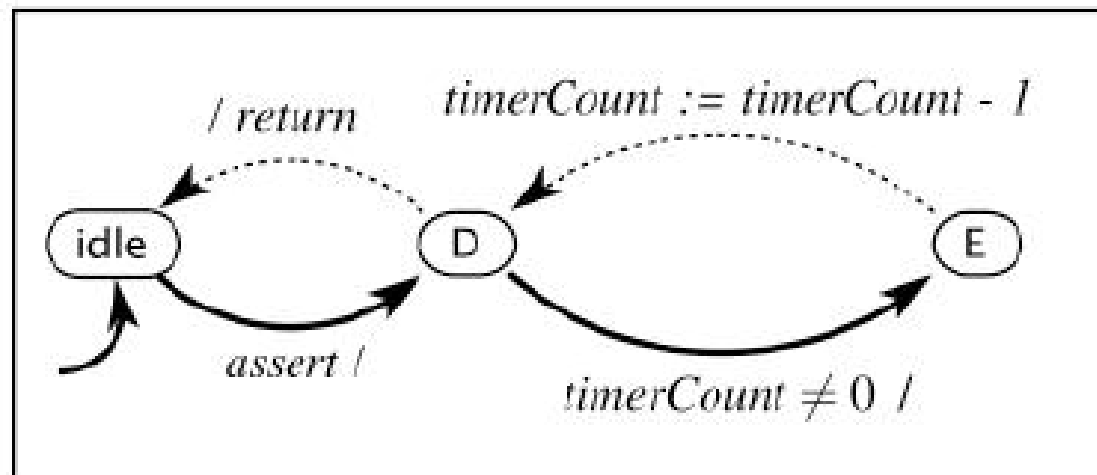 timerCount := timerCount - 1
/ return
idle
D
E
assert /
timerCount ≠ 0 /